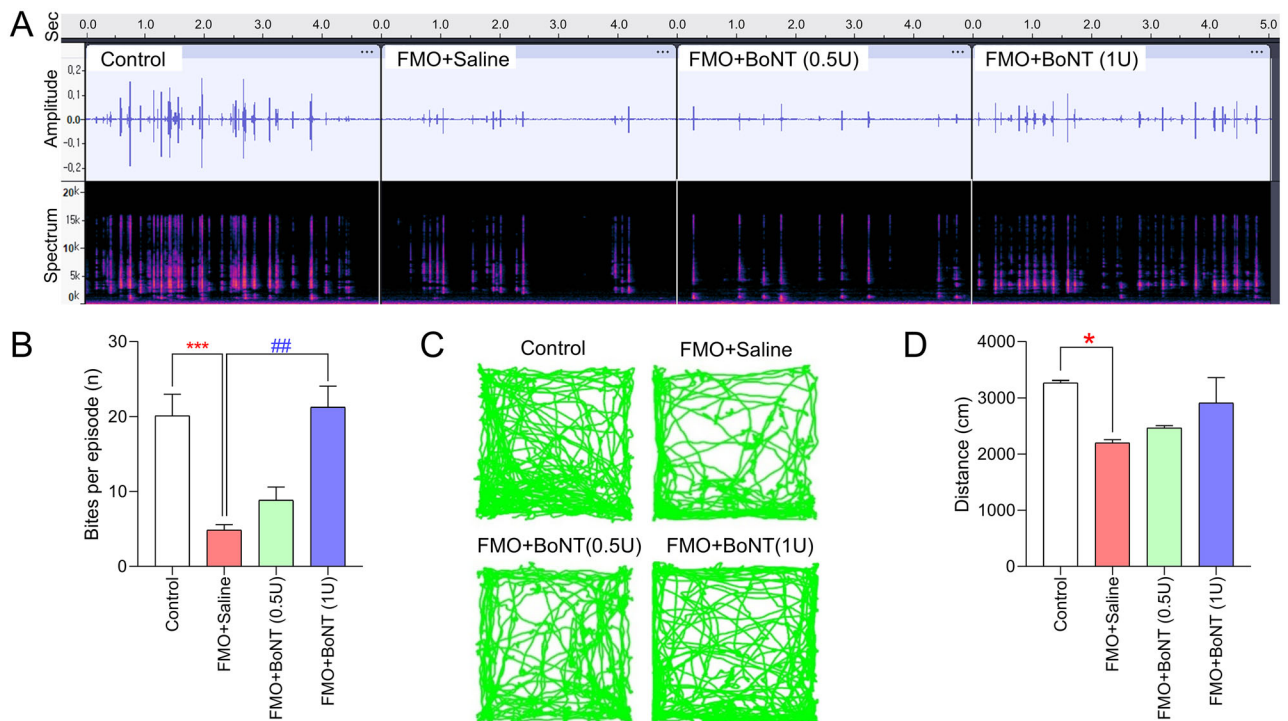 A
Sec
0.0 1.0 2.0 3.0 4.0 0.0 1.0 2.0 3.0 4.0 0.0 1.0 2.0 3.0 4.0 0.0 1.0 2.0 3.0 4.0 5.0
Control
FMO+Saline
FMO+BoNT (0.5U)
FMO+BoNT (1U)
Amplitude
0,2
0,1
0.0
-0,1
-0,2
Spectrum
20k
15k
10k
5k
0k
B
Bites per episode (n)
30
20
10
0
***
##
Control
FMO+Saline
FMO+BoNT (0.5U)
FMO+BoNT (1U)
C
Control
FMO+Saline
FMO+BoNT(0.5U)
FMO+BoNT(1U)
D
Distance (cm)
4000
3000
2000
1000
0
*
Control
FMO+Saline
FMO+BoNT (0.5U)
FMO+BoNT (1U)